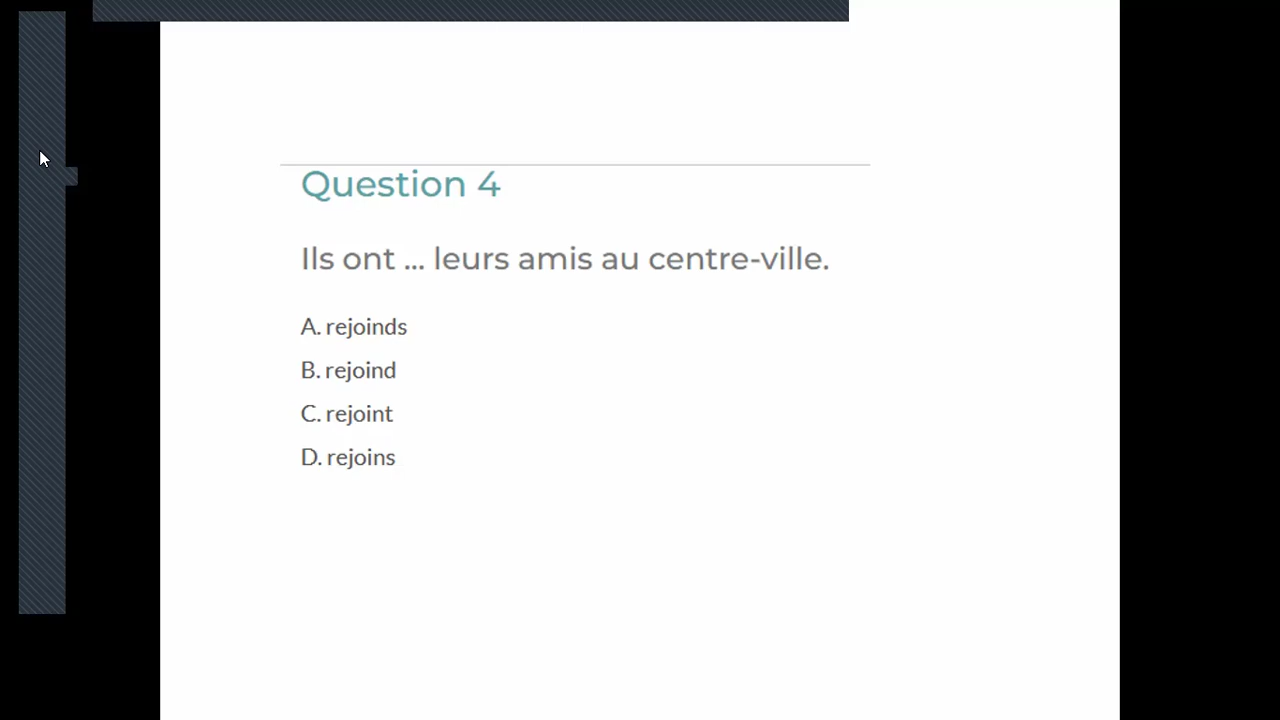 Question 4
Ils ont ... leurs amis au centre-ville.
A. rejoinds
B. rejoind
C. rejoint
D. rejoins